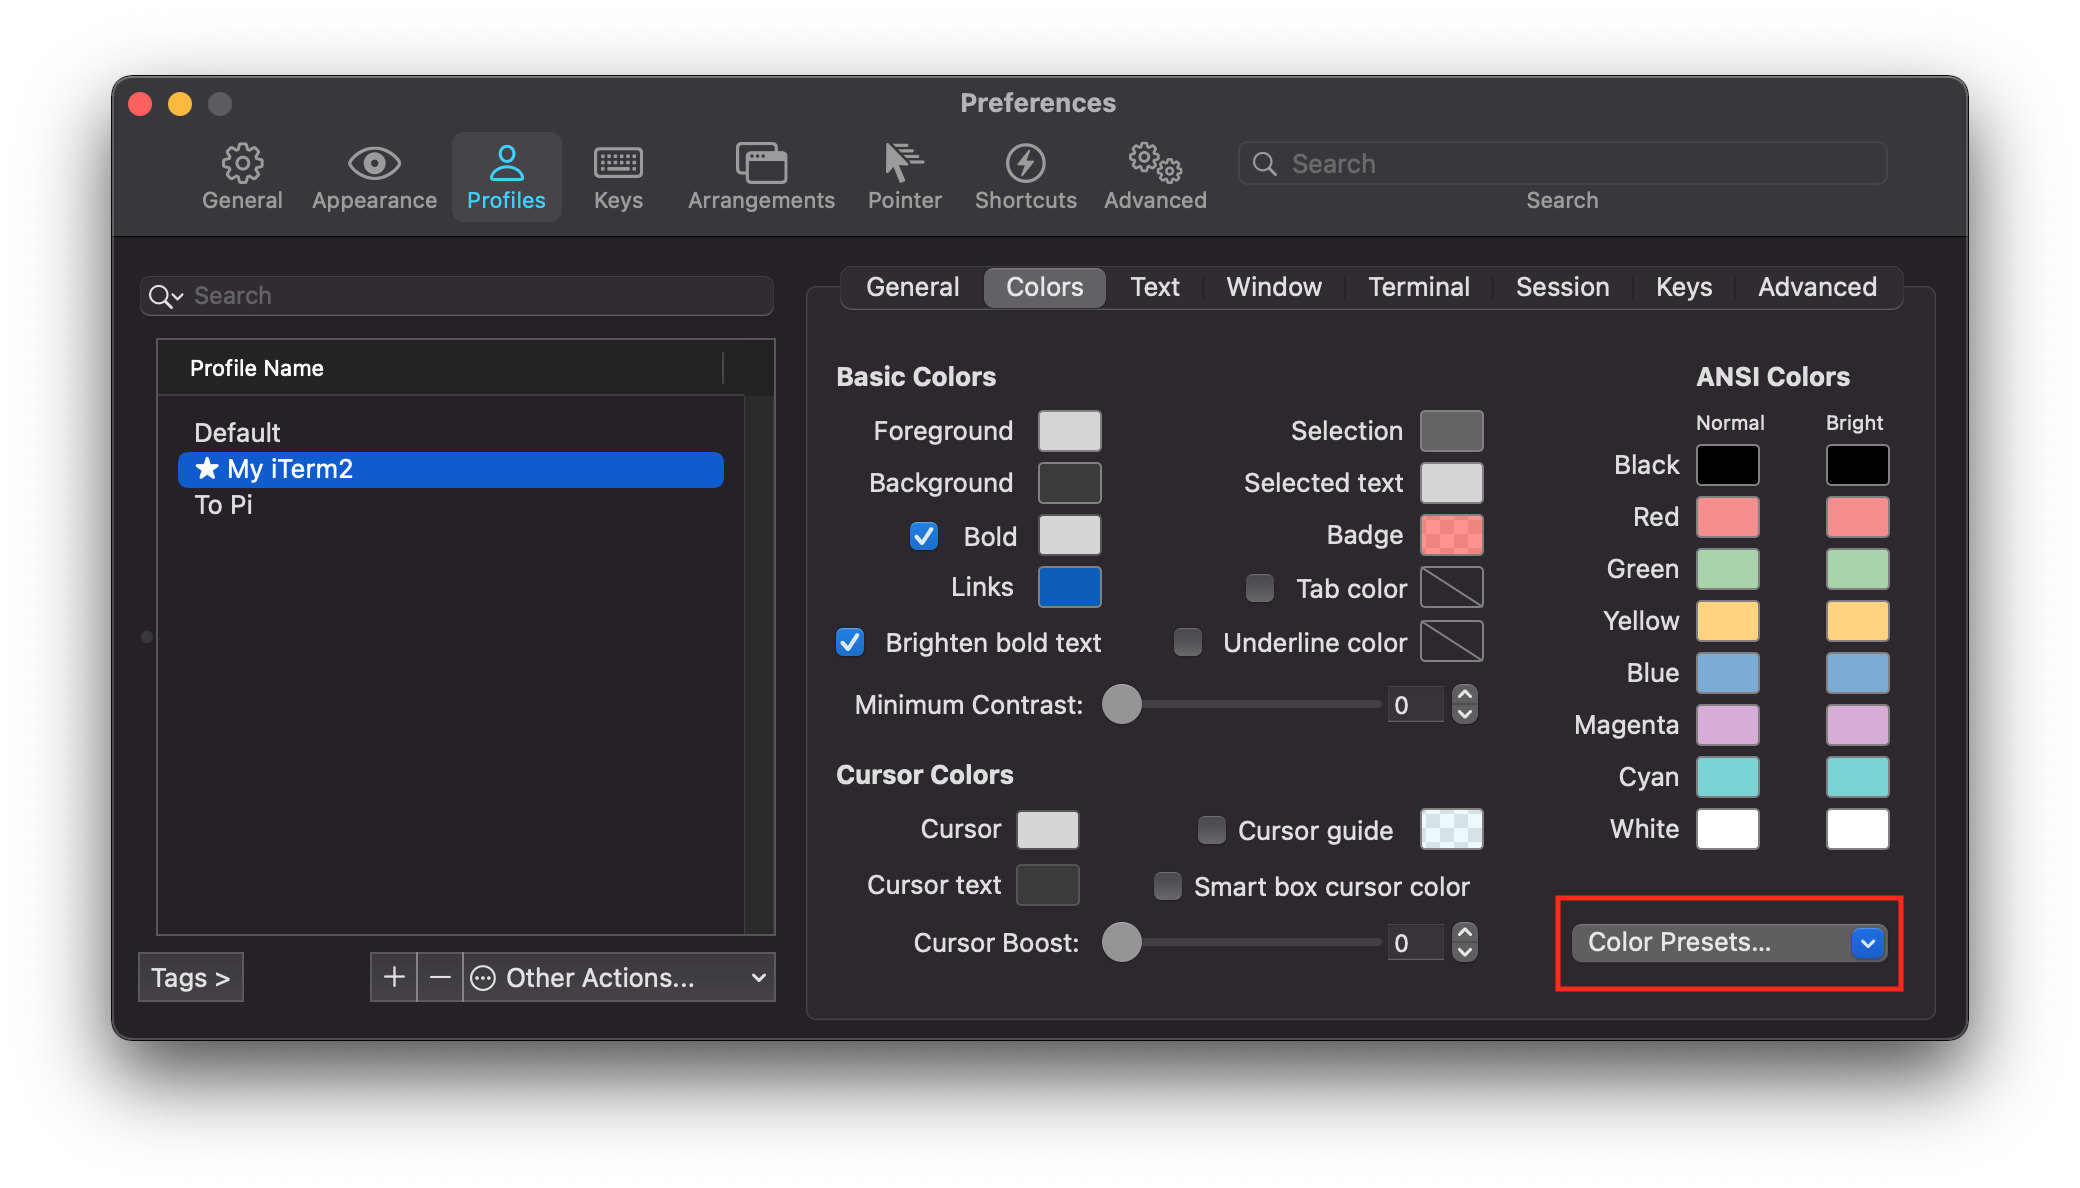 Preferences
General
Appearance
Profiles
Keys
Arrangements
Pointer
Shortcuts
Advanced
Search
Search
Search
Profile Name
Default
★ My iTerm2
To Pi
Tags >
+
−
Other Actions...
General
Colors
Text
Window
Terminal
Session
Keys
Advanced
Basic Colors
Foreground
Background
Bold
Links
Brighten bold text
Selection
Selected text
Badge
Tab color
Underline color
Minimum Contrast:
0
Cursor Colors
Cursor
Cursor text
Cursor guide
Smart box cursor color
Cursor Boost:
0
ANSI Colors
Normal Bright
Black
Red
Green
Yellow
Blue
Magenta
Cyan
White
Color Presets...